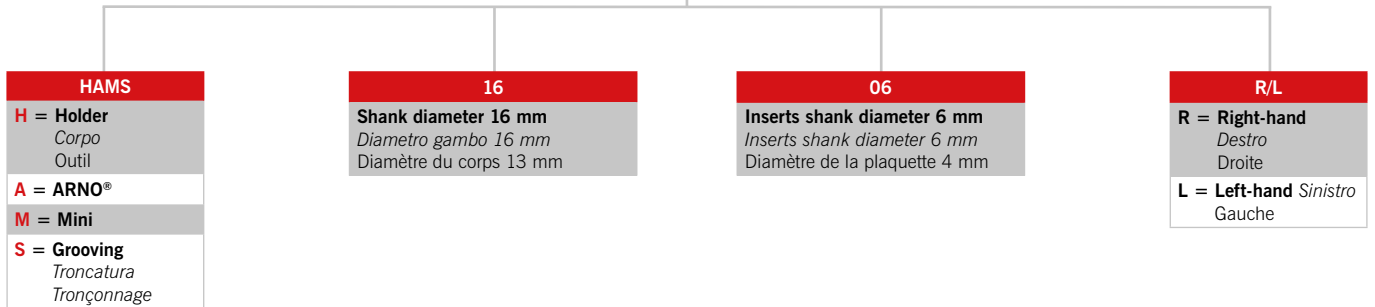 HAMS
H = Holder
Corpo
Outil
A = ARNO®
M = Mini
S = Grooving
Troncatura
Tronçonnage
16
Shank diameter 16 mm
Diametro gambo 16 mm
Diamètre du corps 13 mm
06
Inserts shank diameter 6 mm
Inserts shank diameter 6 mm
Diamètre de la plaquette 4 mm
R/L
R = Right-hand
Destro
Droite
L = Left-hand Sinistro
Gauche